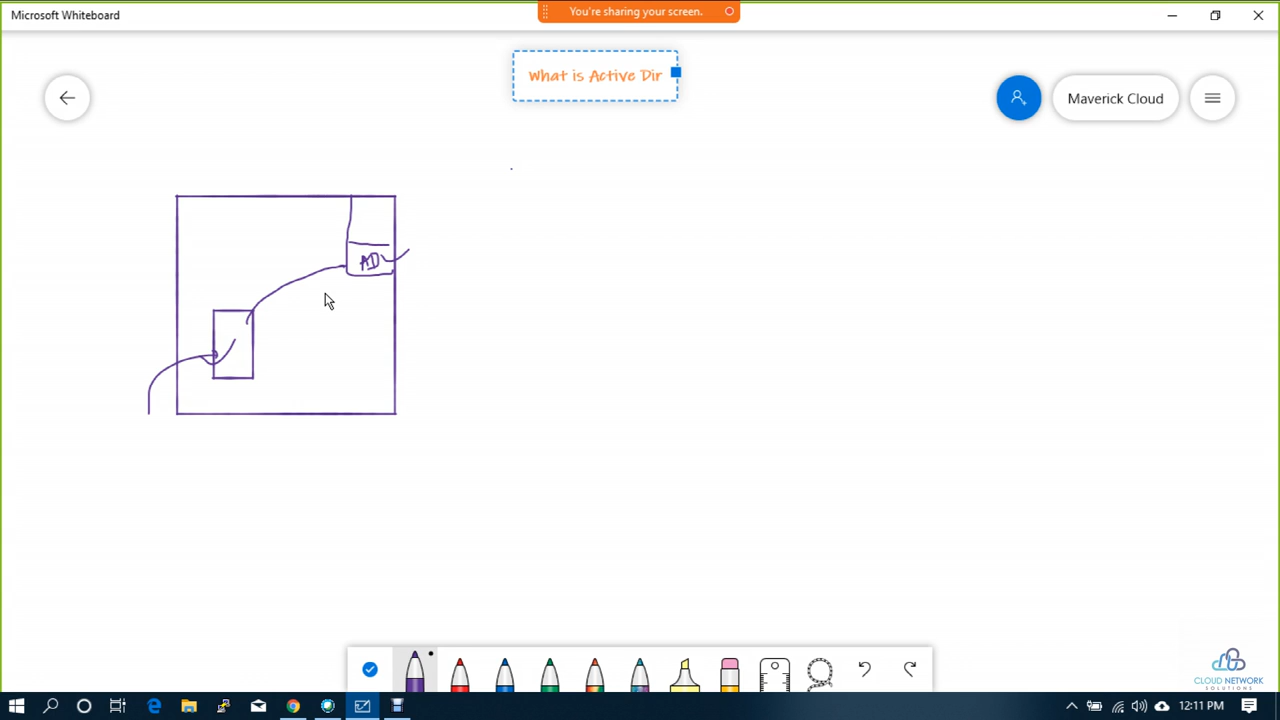 Microsoft Whiteboard
You're sharing your screen.
What is Active Dir
Maverick Cloud
AD
CLOUD NETWORK
SOLUTIONS
12:11 PM